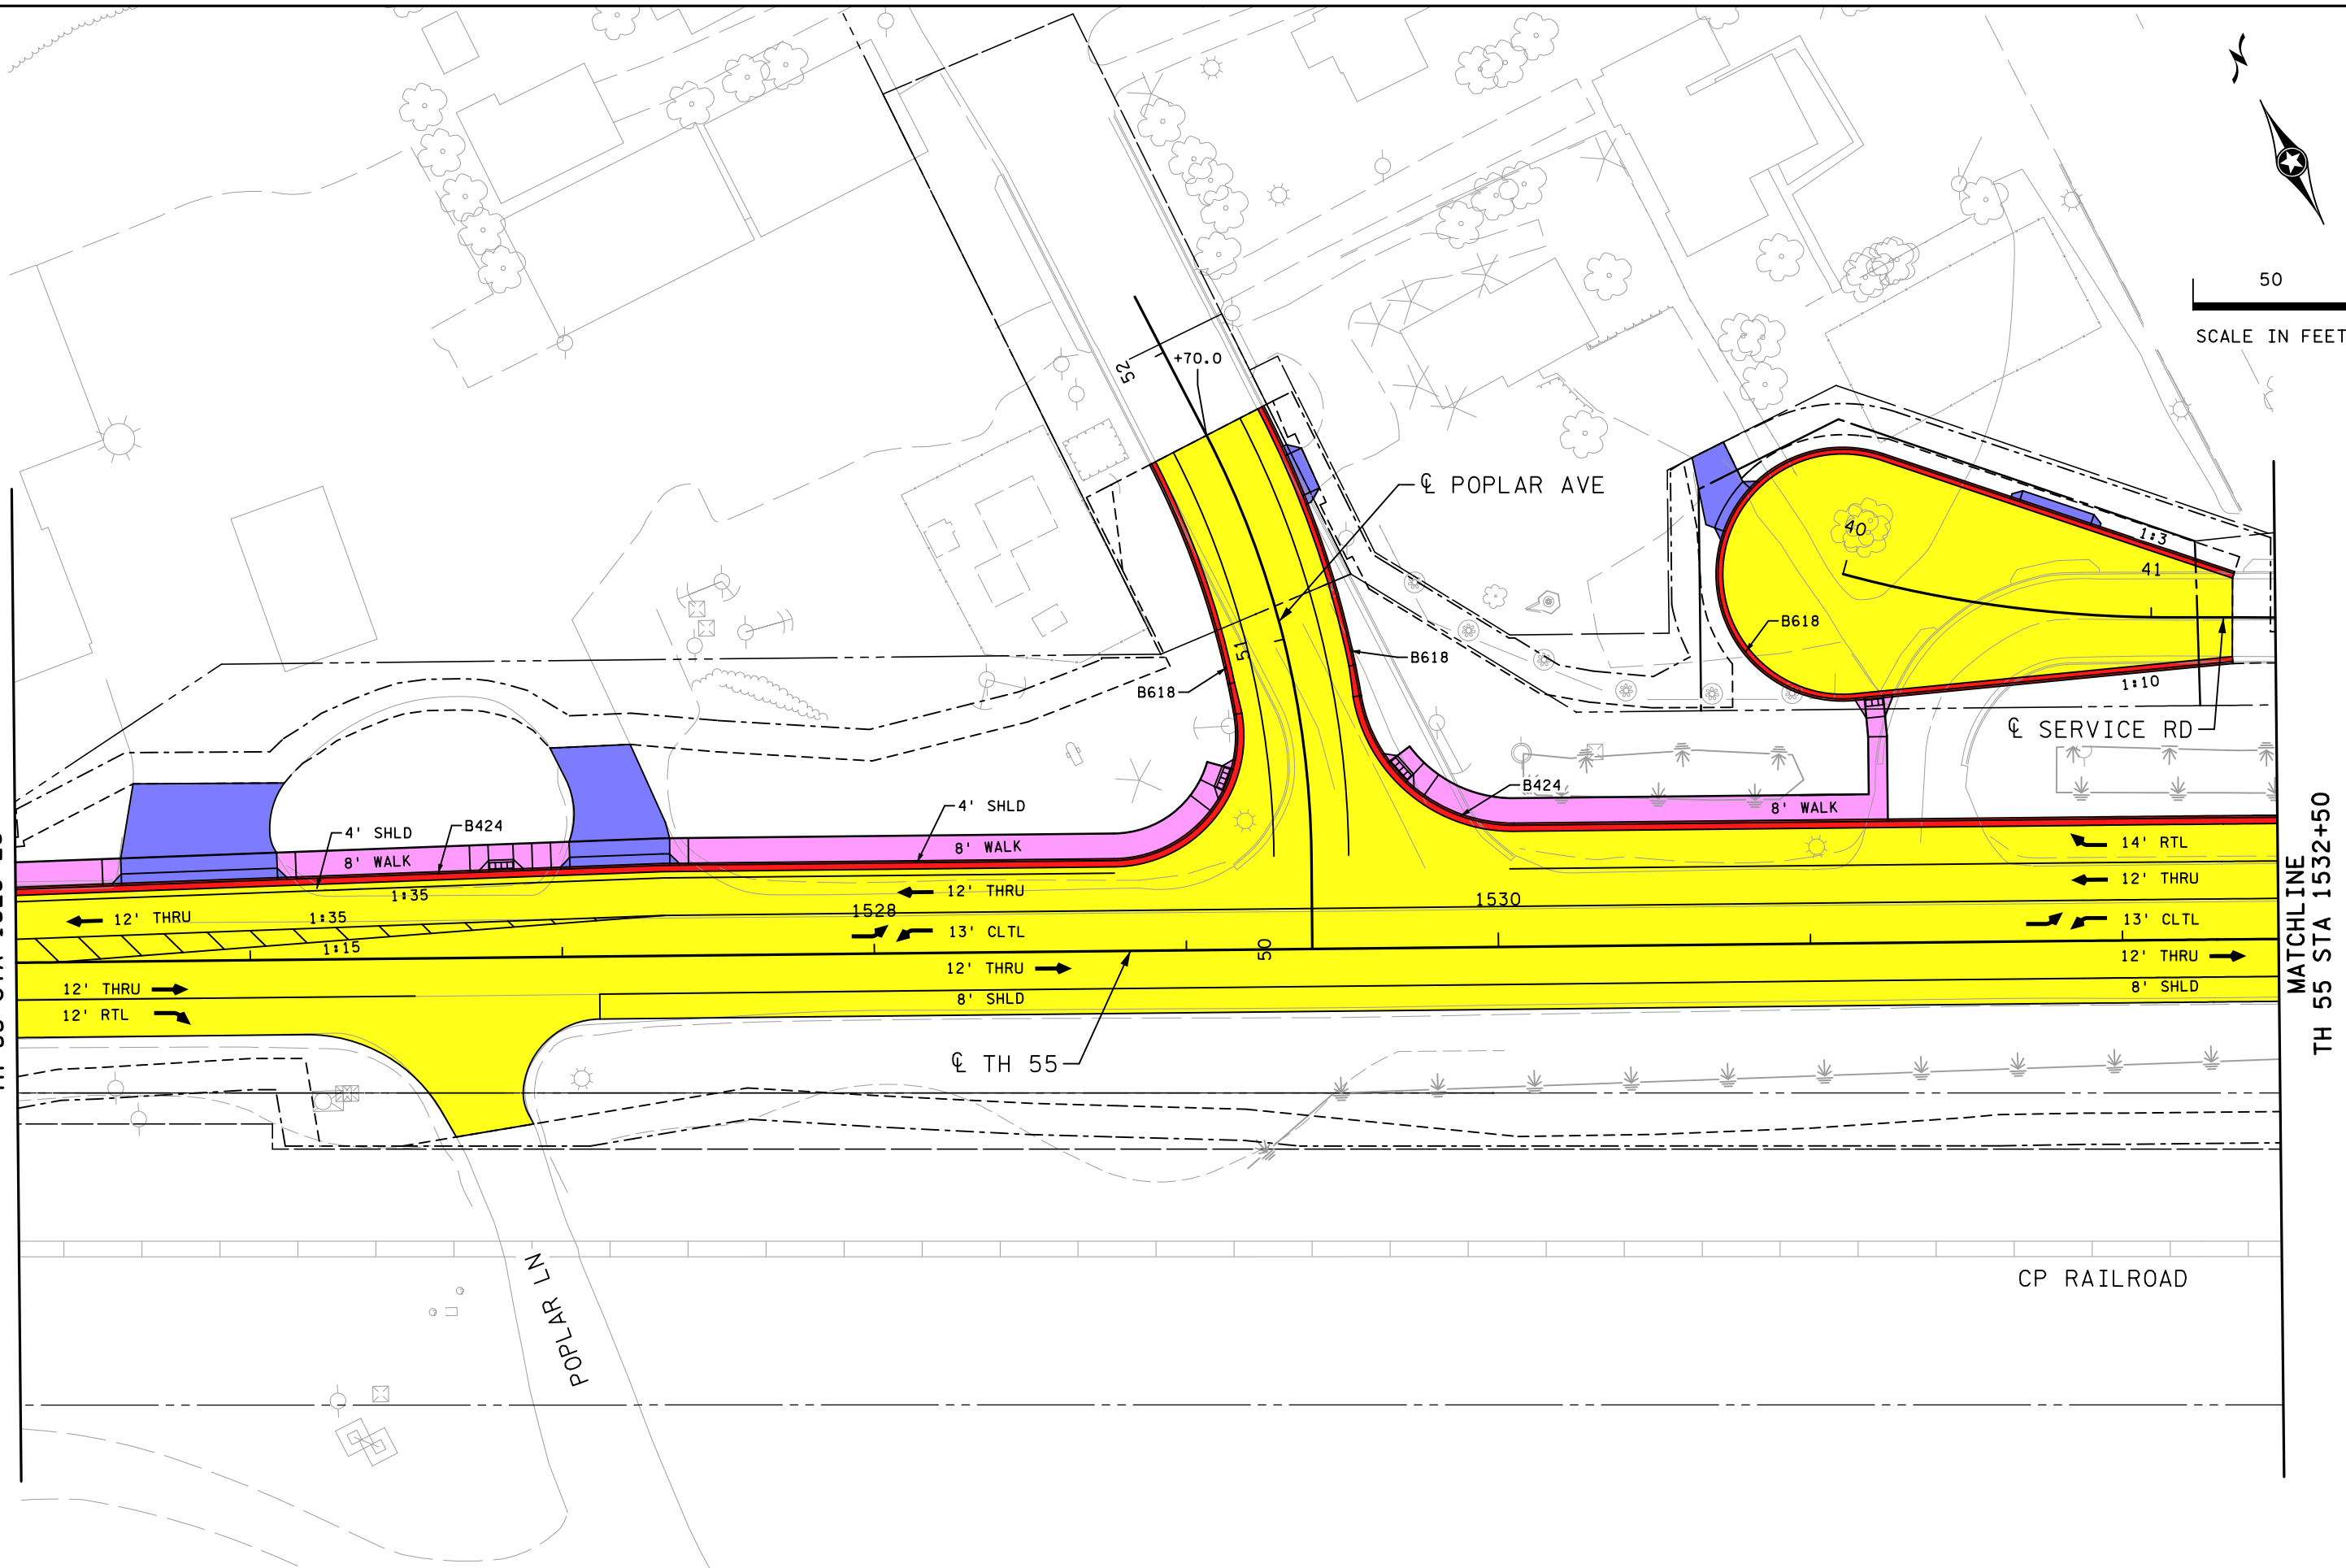 50
SCALE IN FEET
52
+70.0
℄ POPLAR AVE
40
1:3
41
B618
51
B618
B618
1:10
℄ SERVICE RD
B424
8' WALK
4' SHLD
4' SHLD
B424
8' WALK
8' WALK
14' RTL
1:35
12' THRU
12' THRU
1528
1530
12' THRU
1:35
13' CLTL
13' CLTL
1:15
50
12' THRU
12' THRU
12' THRU
8' SHLD
8' SHLD
12' RTL
℄ TH 55
MATCHLINE
TH 55 STA 1532+50
POPLAR LN
CP RAILROAD